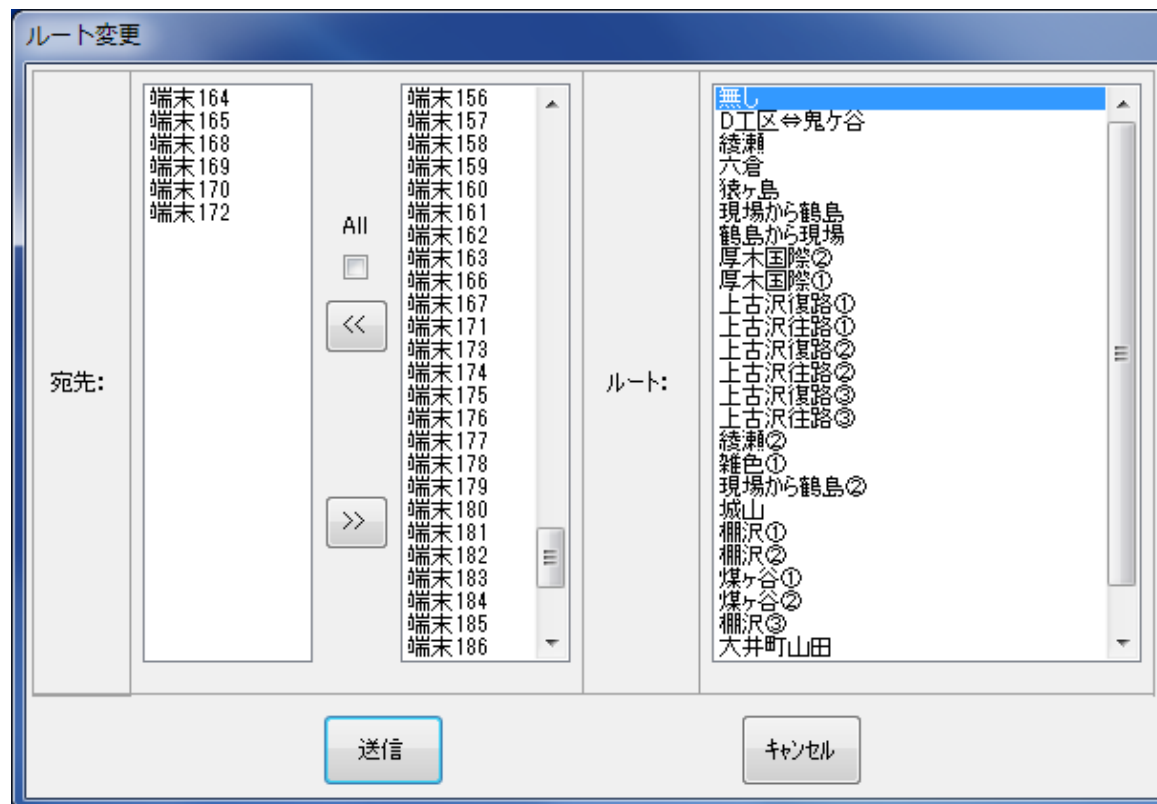 ルート変更
宛先:
端末164
端末165
端末168
端末169
端末170
端末172
All
<<
>>
端末156
端末157
端末158
端末159
端末160
端末161
端末162
端末163
端末166
端末167
端末171
端末173
端末174
端末175
端末176
端末177
端末178
端末179
端末180
端末181
端末182
端末183
端末184
端末185
端末186
ルート:
無し
D工区⇔鬼ケ谷
綾瀬
六倉
猿ヶ島
現場から鶴島
鶴島から現場
厚木国際②
厚木国際①
上古沢復路①
上古沢往路①
上古沢復路②
上古沢往路②
上古沢復路③
上古沢往路③
綾瀬②
雑色①
現場から鶴島②
城山
棚沢①
棚沢②
煤ヶ谷①
煤ヶ谷②
棚沢③
大井町山田
送信
キャンセル